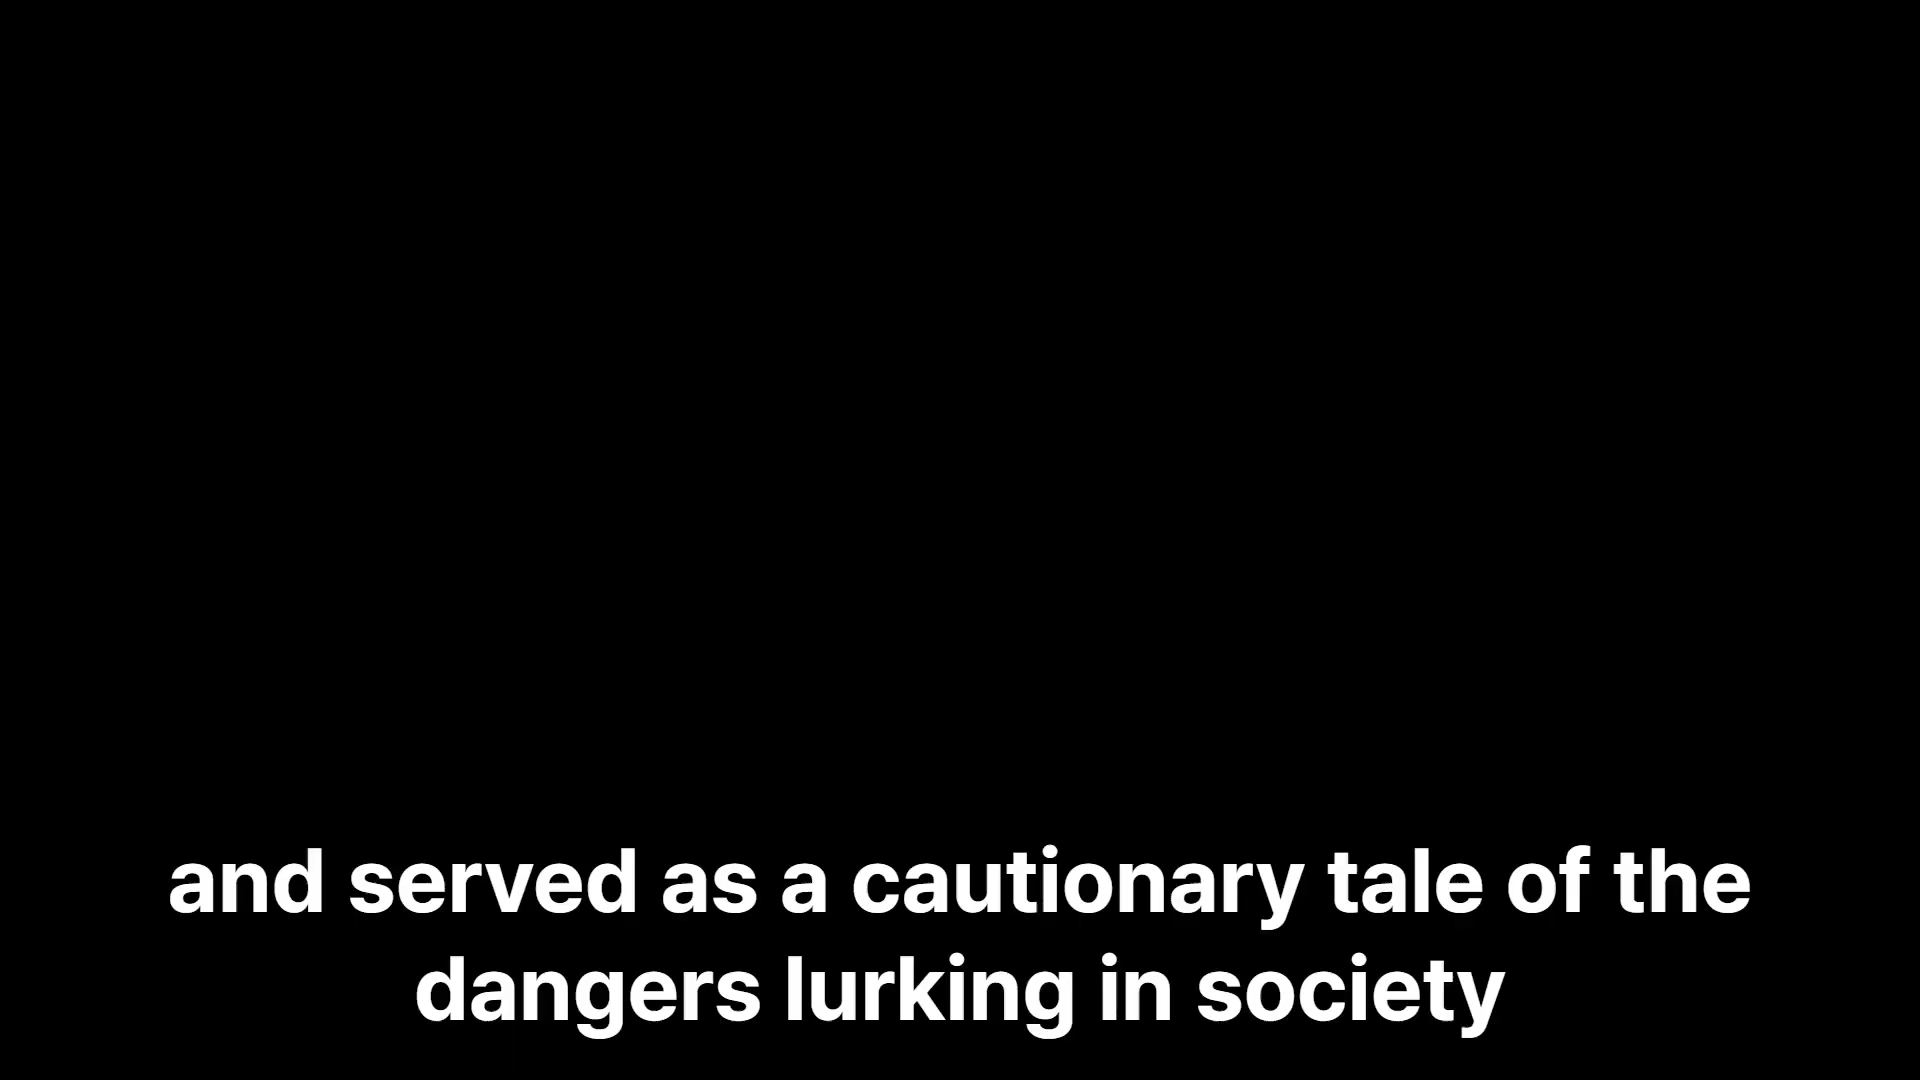 and served as a cautionary tale of the
dangers lurking in society